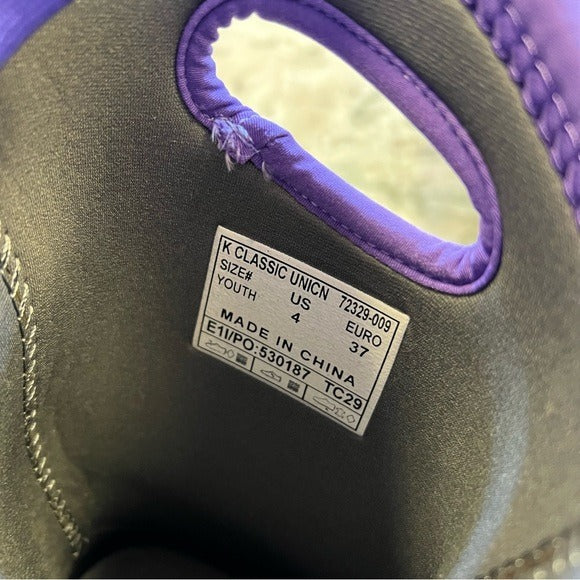 K CLASSIC UNICN 72329-009
SIZE# US EURO
YOUTH 4 37
MADE IN CHINA
E1I/PO:530187 TC29